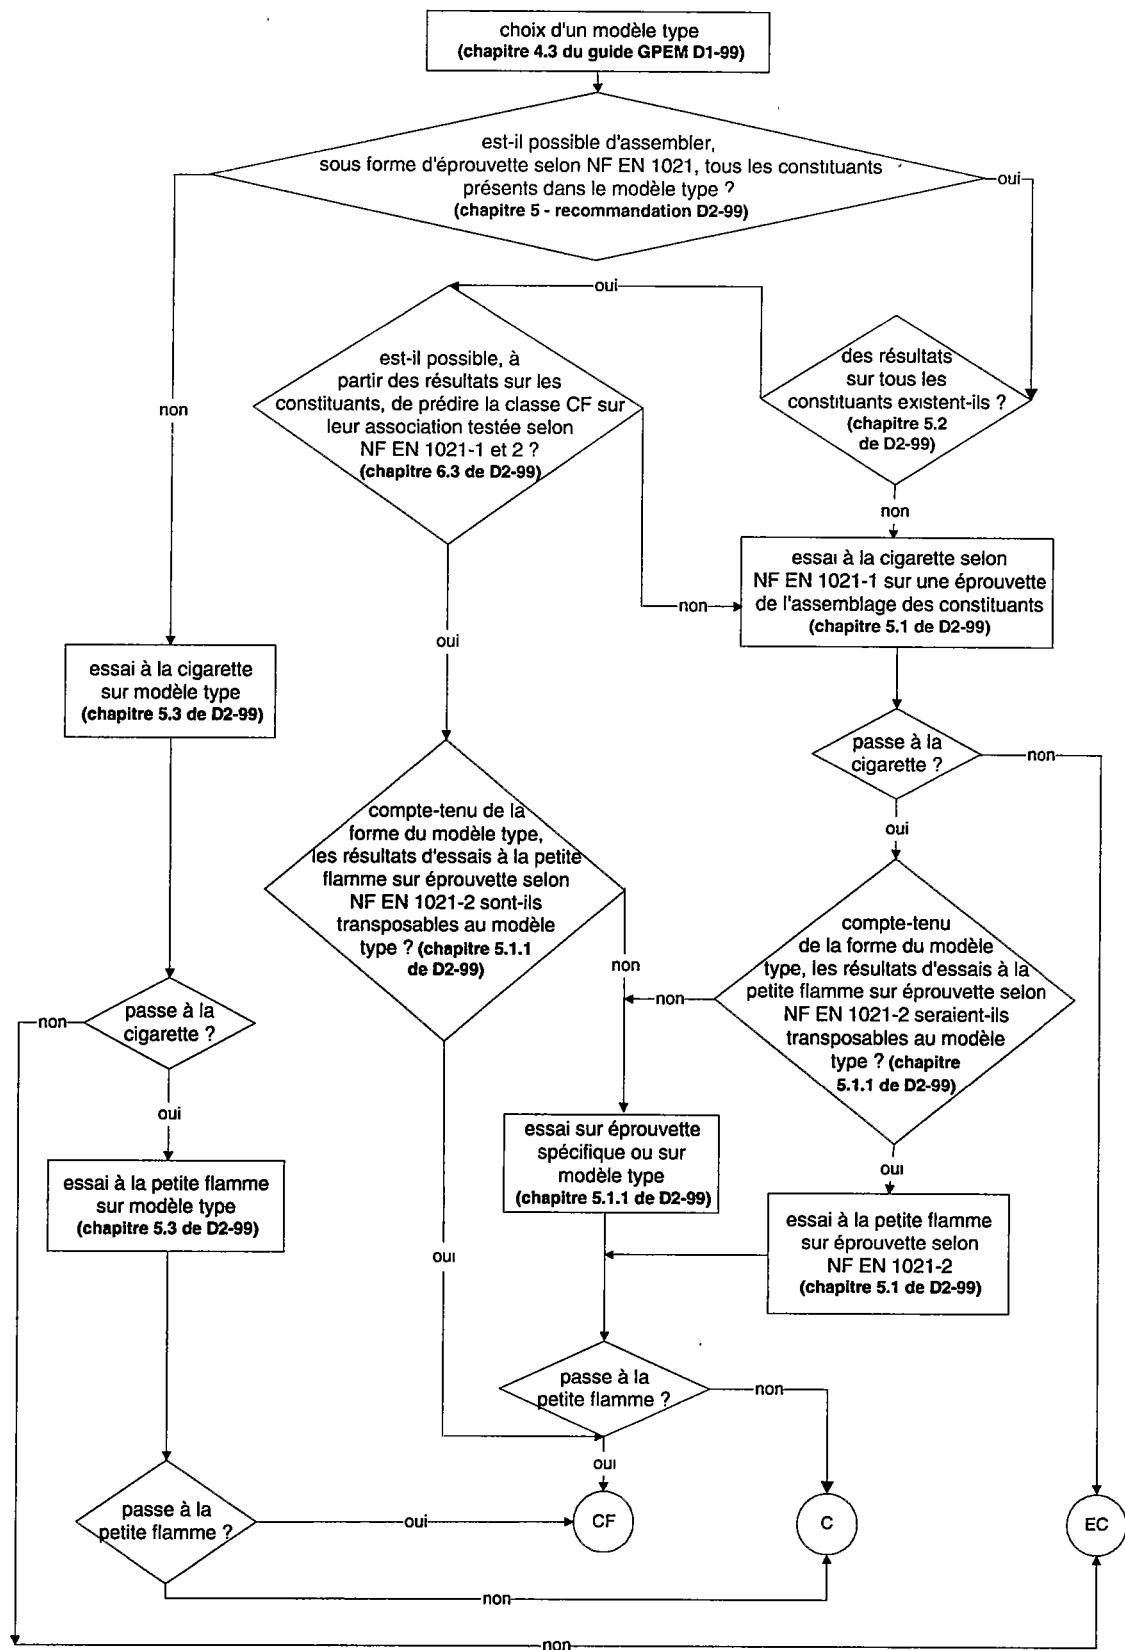 choix d'un modèle type
(chapitre 4.3 du guide GPEM D1-99)
est-il possible d'assembler,
sous forme d'éprouvette selon NF EN 1021, tous les constituants
présents dans le modèle type ?
(chapitre 5 - recommandation D2-99)
oui
oui
non
est-il possible, à
partir des résultats sur les
constituants, de prédire la classe CF sur
leur association testée selon
NF EN 1021-1 et 2 ?
(chapitre 6.3 de D2-99)
des résultats
sur tous les
constituants existent-ils ?
(chapitre 5.2
de D2-99)
non
essai à la cigarette selon
NF EN 1021-1 sur une éprouvette
de l'assemblage des constituants
(chapitre 5.1 de D2-99)
non
oui
essai à la cigarette
sur modèle type
(chapitre 5.3 de D2-99)
passe à la
cigarette ?
non
oui
compte-tenu de la
forme du modèle type,
les résultats d'essais à la petite
flamme sur éprouvette selon
NF EN 1021-2 sont-ils
transposables au modèle
type ? (chapitre 5.1.1
de D2-99)
non
compte-tenu
de la forme du modèle
type, les résultats d'essais à la
petite flamme sur éprouvette selon
NF EN 1021-2 seraient-ils
transposables au modèle
type ? (chapitre
5.1.1 de D2-99)
non
passe à la
cigarette ?
non
oui
essai sur éprouvette
spécifique ou sur
modèle type
(chapitre 5.1.1 de D2-99)
oui
essai à la petite flamme
sur modèle type
(chapitre 5.3 de D2-99)
essai à la petite flamme
sur éprouvette selon
NF EN 1021-2
(chapitre 5.1 de D2-99)
oui
passe à la
petite flamme ?
non
oui
passe à la
petite flamme ?
oui
CF
C
EC
non
non